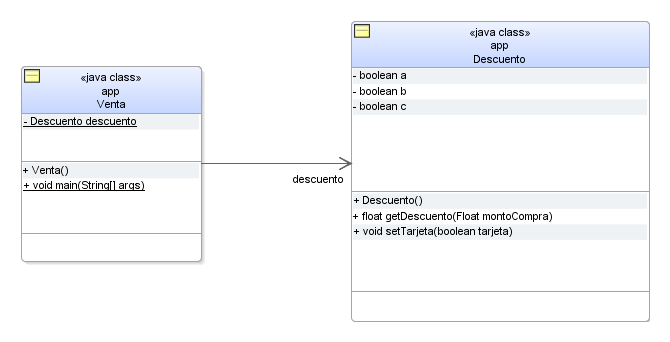 «java class»
app
Venta
- Descuento descuento
+ Venta()
+ void main(String[] args)
descuento
«java class»
app
Descuento
- boolean a
- boolean b
- boolean c
+ Descuento()
+ float getDescuento(Float montoCompra)
+ void setTarjeta(boolean tarjeta)